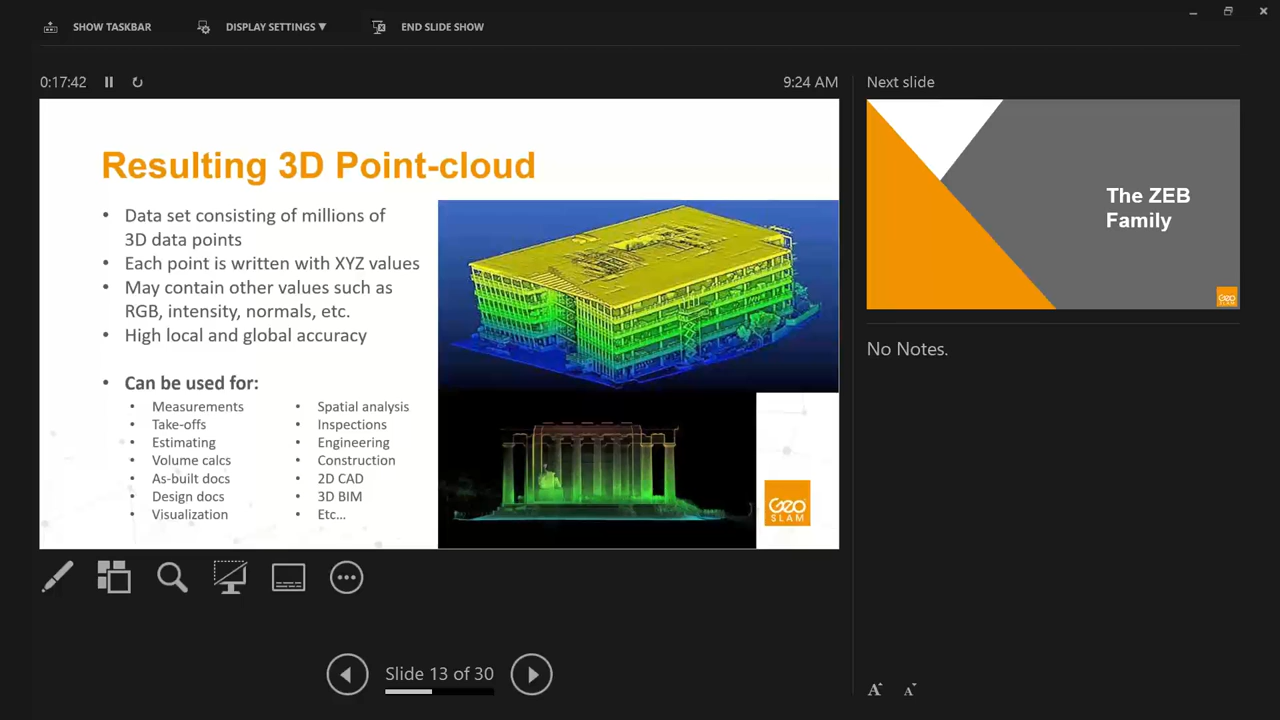 SHOW TASKBAR
DISPLAY SETTINGS ▼
END SLIDE SHOW
0:17:42
9:24 AM
Next slide
Resulting 3D Point-cloud
• Data set consisting of millions of
3D data points
• Each point is written with XYZ values
• May contain other values such as
RGB, intensity, normals, etc.
• High local and global accuracy
• Can be used for:
• Measurements
• Take-offs
• Estimating
• Volume calcs
• As-built docs
• Design docs
• Visualization
• Spatial analysis
• Inspections
• Engineering
• Construction
• 2D CAD
• 3D BIM
• Etc...
GEO
SLAM
The ZEB
Family
GEO
SLAM
No Notes.
Slide 13 of 30
A A